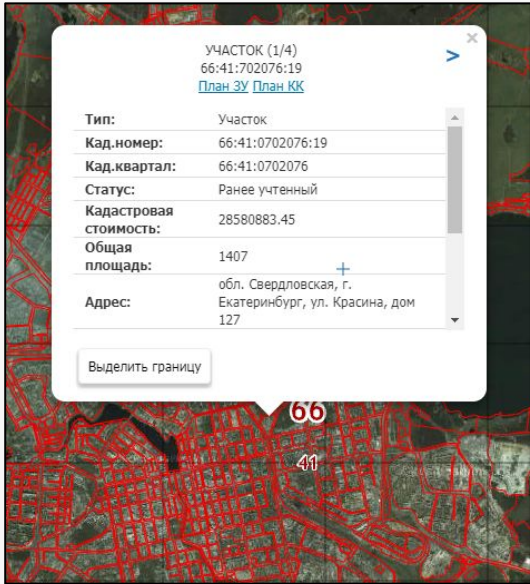 УЧАСТОК (1/4)
66:41:702076:19
План ЗУ План КК
Тип: Участок
Кад.номер: 66:41:0702076:19
Кад.квартал: 66:41:0702076
Статус: Ранее учтенный
Кадастровая
стоимость: 28580883.45
Общая
площадь: 1407
Адрес: обл. Свердловская, г.
Екатеринбург, ул. Красина, дом
127
Выделить границу
66
41